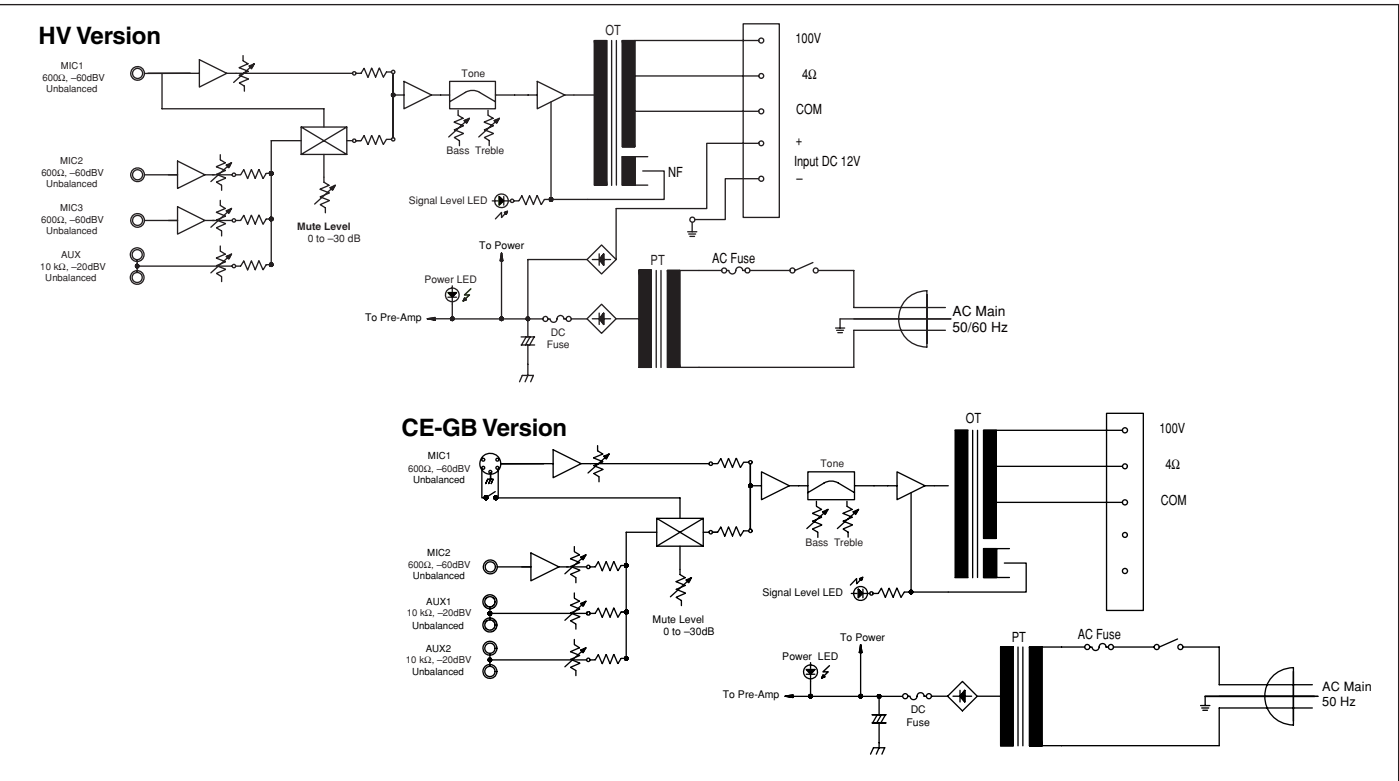 HV Version
MIC1
600Ω, –60dBV
Unbalanced
MIC2
600Ω, –60dBV
Unbalanced
MIC3
600Ω, –60dBV
Unbalanced
AUX
10 kΩ, –20dBV
Unbalanced
Mute Level
0 to –30 dB
Tone
Bass Treble
Signal Level LED
OT
NF
100V
4Ω
COM
+
Input DC 12V
–
To Power
Power LED
To Pre-Amp
DC
Fuse
PT
AC Fuse
AC Main
50/60 Hz
CE-GB Version
MIC1
600Ω, –60dBV
Unbalanced
MIC2
600Ω, –60dBV
Unbalanced
AUX1
10 kΩ, –20dBV
Unbalanced
AUX2
10 kΩ, –20dBV
Unbalanced
Mute Level
0 to –30dB
Tone
Bass Treble
Signal Level LED
OT
100V
4Ω
COM
To Power
Power LED
To Pre-Amp
DC
Fuse
PT
AC Fuse
AC Main
50 Hz